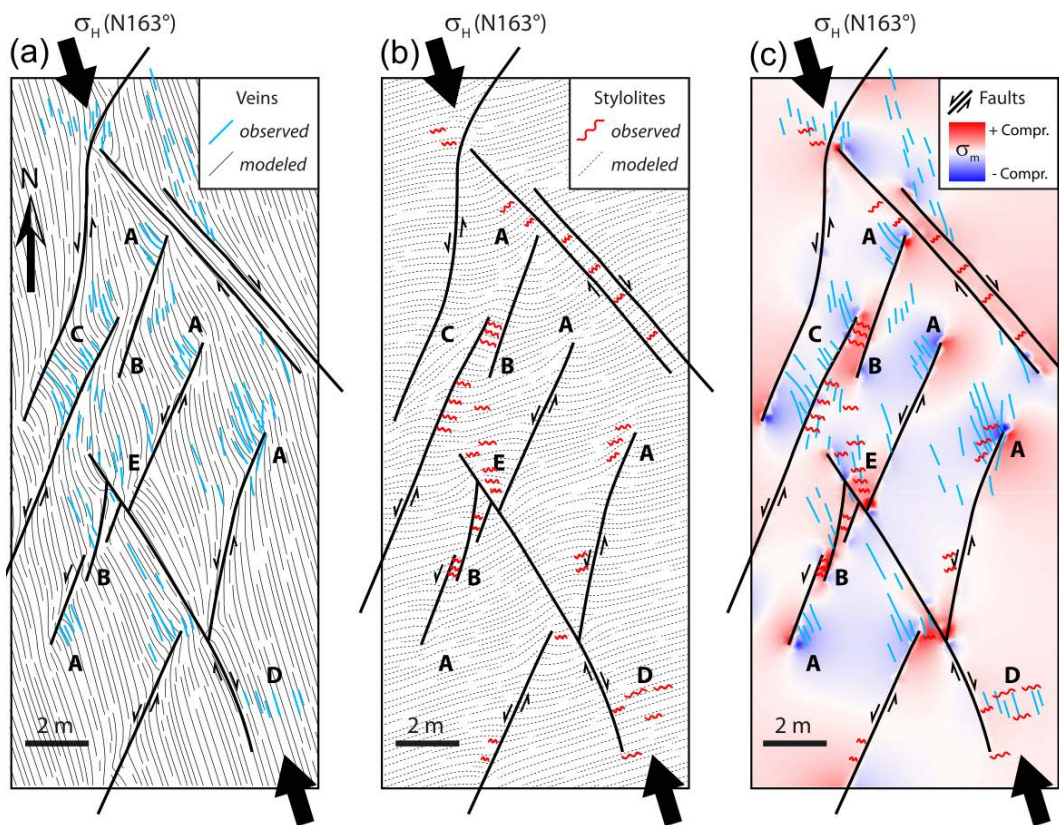 (a)
σH (N163°)
Veins
observed
modeled
N
A
A
C
B
E
A
B
A
D
2 m
(b)
σH (N163°)
Stylolites
observed
modeled
A
A
C
B
E
A
B
A
D
2 m
(c)
σH (N163°)
Faults
+ Compr.
σm
- Compr.
A
A
C
B
E
A
B
A
D
2 m